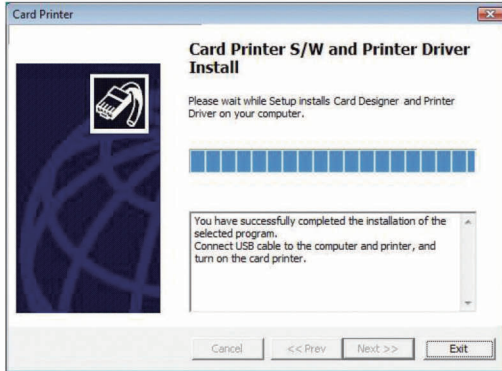 Card Printer
Card Printer S/W and Printer Driver
Install
Please wait while Setup installs Card Designer and Printer
Driver on your computer.
You have successfully completed the installation of the
selected program.
Connect USB cable to the computer and printer, and
turn on the card printer.
Cancel
<< Prev
Next >>
Exit